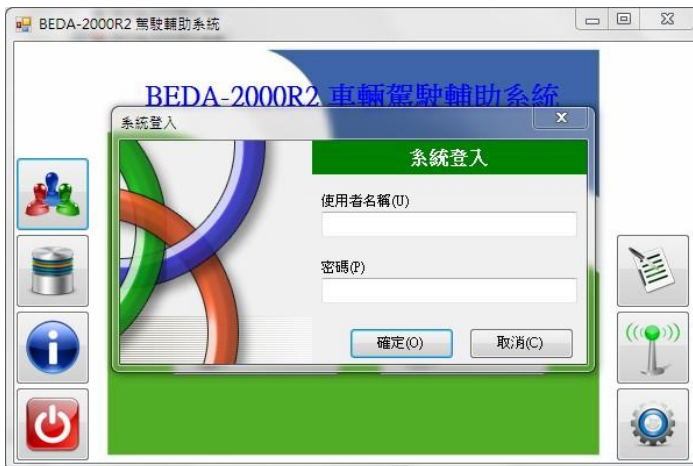 BEDA-2000R2 駕駛輔助系統
BEDA-2000R2 車輛駕駛輔助系統
系統登入
系統登入
使用者名稱(U)
密碼(P)
確定(O)
取消(C)